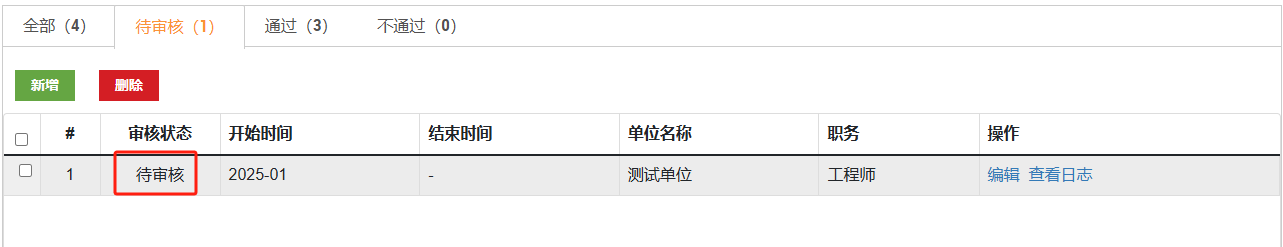 全部（4） 待审核（1） 通过（3） 不通过（0）
新增 删除
# 审核状态 开始时间 结束时间 单位名称 职务 操作
1 待审核 2025-01 - 测试单位 工程师 编辑 查看日志